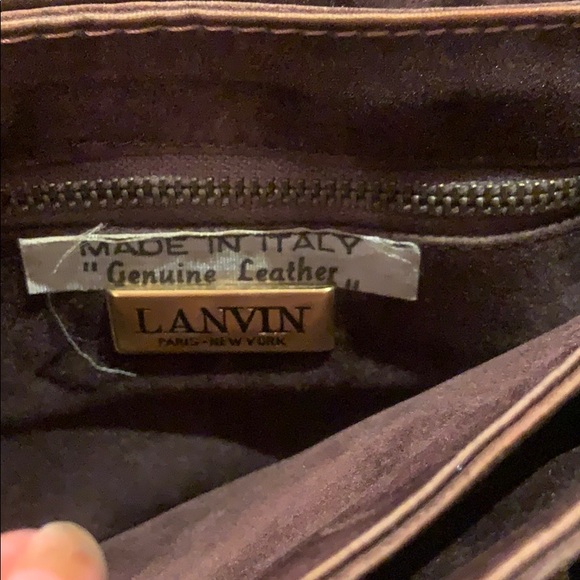 MADE IN ITALY
"Genuine Leather"
LANVIN
PARIS - NEW YORK